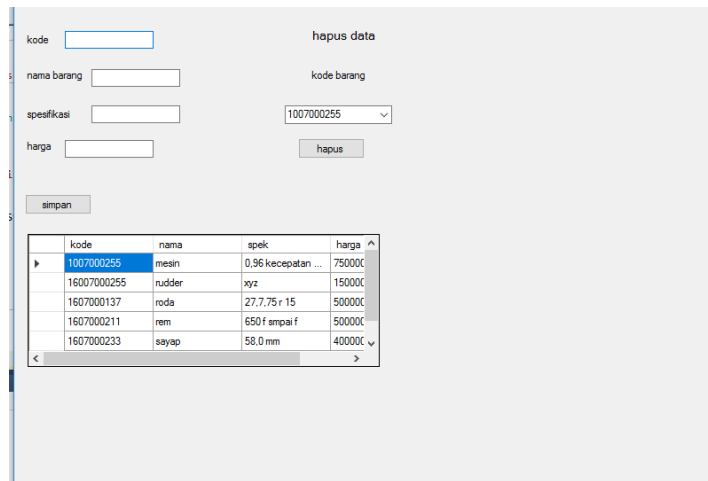 kode
hapus data
nama barang
kode barang
spesifikasi
1007000255
harga
hapus
simpan
kode nama spek harga
1007000255 mesin 0,96 kecepatan ... 750000
16007000255 rudder xyz 150000
1607000137 roda 27,7,75 r 15 500000
1607000211 rem 650 f smpai f 500000
1607000233 sayap 58,0 mm 400000